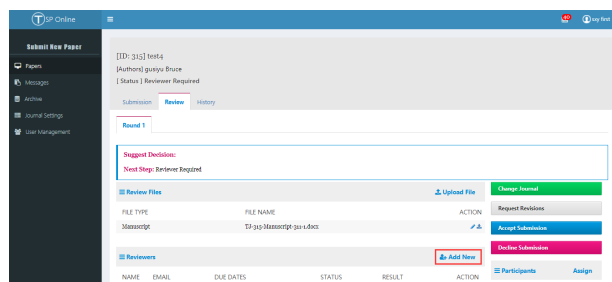 TSP Online
40
xsy first
Submit New Paper
Papers
Messages
Archive
Journal Settings
User Management
[ID: 315] test4
[Authors] gusiyu Bruce
[ Status ] Reviewer Required
Submission Review History
Round 1
Suggest Decision:
Next Step: Reviewer Required
Review Files Upload File
FILE TYPE FILE NAME ACTION
Manuscript TJ-315-Manuscript-311-1.docx
Reviewers Add New
NAME EMAIL DUE DATES STATUS RESULT ACTION
Change Journal
Request Revisions
Accept Submission
Decline Submission
Participants Assign